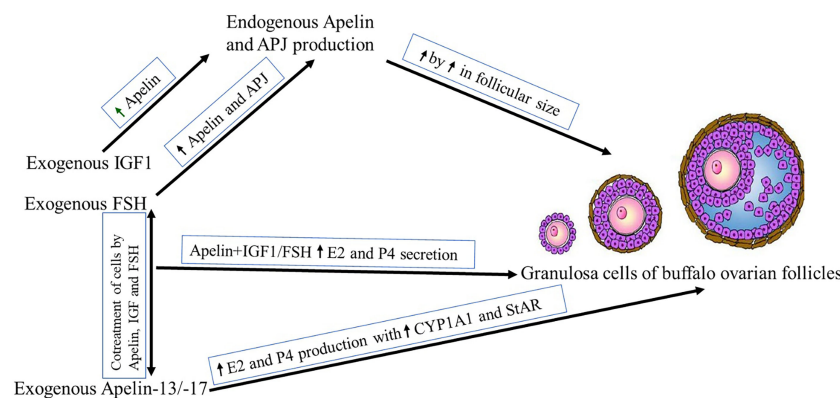 Endogenous Apelin
and APJ production
↑ Apelin
↑ Apelin and APJ
↑by ↑ in follicular size
Exogenous IGF1
Exogenous FSH
Cotreatment of cells by
Apelin, IGF and FSH
Apelin+IGF1/FSH ↑ E2 and P4 secretion
Granulosa cells of buffalo ovarian follicles
↑ E2 and P4 production with ↑ CYP1A1 and StAR
Exogenous Apelin-13/-17